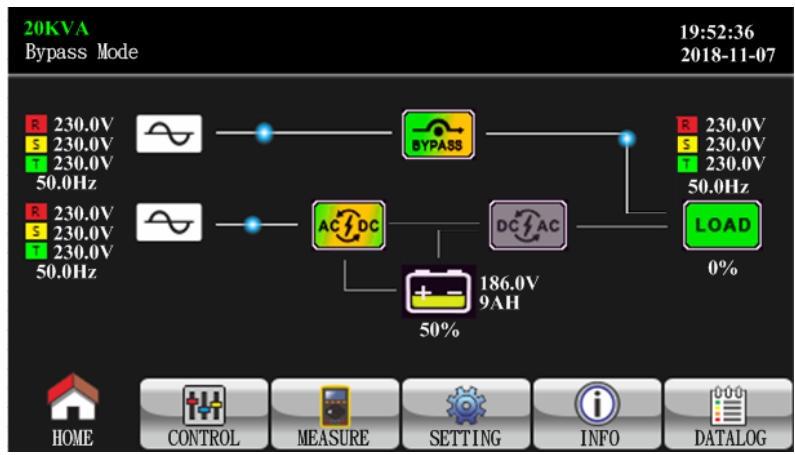 20KVA
Bypass Mode
19:52:36
2018-11-07
R 230.0V
S 230.0V
T 230.0V
50.0Hz
BYPASS
R 230.0V
S 230.0V
T 230.0V
50.0Hz
R 230.0V
S 230.0V
T 230.0V
50.0Hz
AC DC
DC AC
LOAD
0%
186.0V
9AH
50%
HOME
CONTROL
MEASURE
SETTING
INFO
DATALOG